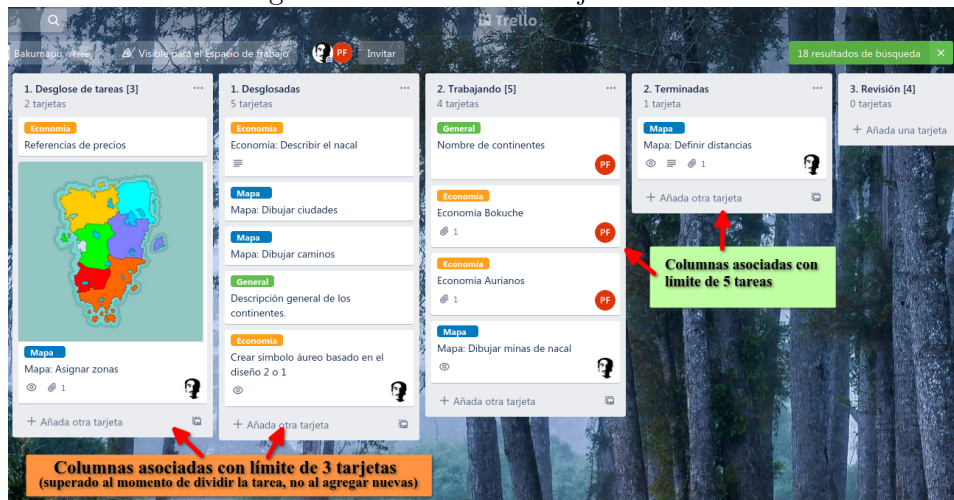 Trello
Bakumapu Free
Visible para el Espacio de trabajo
PF
Invitar
18 resultados de búsqueda
1. Desglose de tareas [3]
2 tarjetas
Economía
Referencias de precios
Mapa
Mapa: Asignar zonas
1
+ Añada otra tarjeta
1. Desglosadas
5 tarjetas
Economía
Economía: Describir el nacal
Mapa
Mapa: Dibujar ciudades
Mapa
Mapa: Dibujar caminos
General
Descripción general de los
continentes.
Economía
Crear símbolo áureo basado en el
diseño 2 o 1
+ Añada otra tarjeta
2. Trabajando [5]
4 tarjetas
General
Nombre de continentes
PF
Economía
Economía Bokuche
1
PF
Economía
Economía Aurianos
1
PF
Mapa
Mapa: Dibujar minas de nacal
+ Añada otra tarjeta
2. Terminadas
1 tarjeta
Mapa
Mapa: Definir distancias
1
+ Añada otra tarjeta
3. Revisión [4]
0 tarjetas
+ Añada una tarjeta
Columnas asociadas con
límite de 5 tareas
Columnas asociadas con límite de 3 tarjetas
(superado al momento de dividir la tarea, no al agregar nuevas)